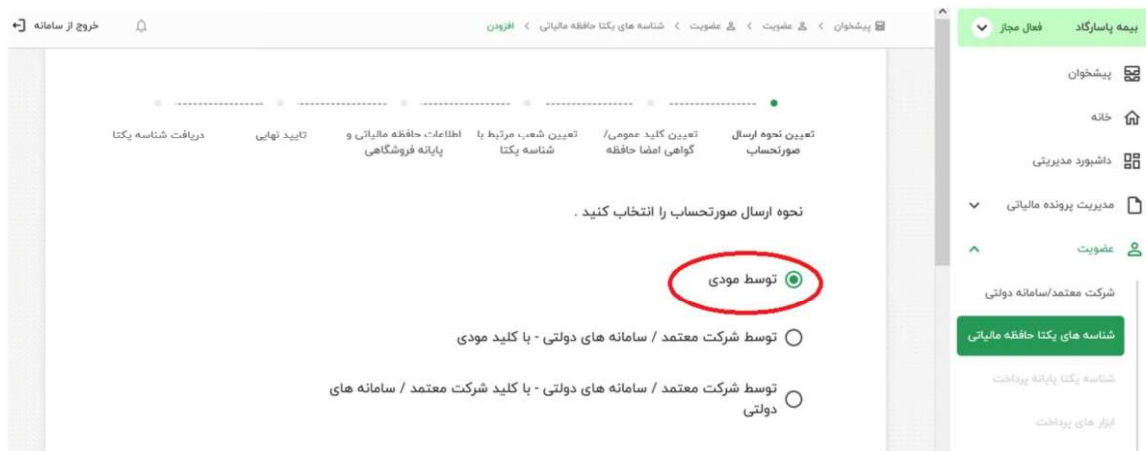 بیمه پاسارگاد فعال مجاز
پیشخوان
خانه
داشبورد مدیریتی
مدیریت پرونده مالیاتی
عضویت
شرکت معتمد/سامانه دولتی
شناسه های یکتا حافظه مالیاتی
شناسه یکتا پایانه پرداخت
ابزار های پرداخت
پیشخوان > عضویت > عضویت > شناسه های یکتا حافظه مالیاتی > افزودن
خروج از سامانه
تعیین نحوه ارسال
صورتحساب
تعیین کلید عمومی/
گواهی امضا حافظه
تعیین شعب مرتبط با
شناسه یکتا
اطلاعات حافظه مالیاتی و
پایانه فروشگاهی
تایید نهایی
دریافت شناسه یکتا
نحوه ارسال صورتحساب را انتخاب کنید .
توسط مودی
توسط شرکت معتمد / سامانه های دولتی - با کلید مودی
توسط شرکت معتمد / سامانه های دولتی - با کلید شرکت معتمد / سامانه های
دولتی